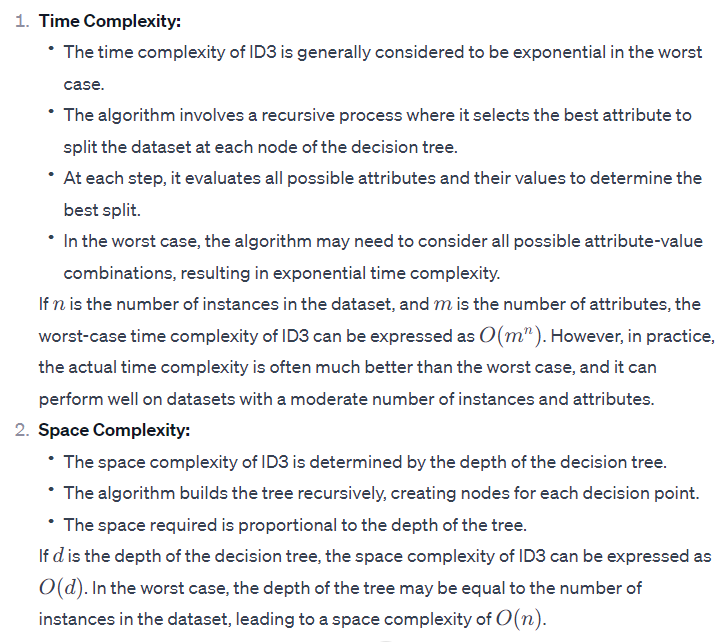 1. Time Complexity:
• The time complexity of ID3 is generally considered to be exponential in the worst
case.
• The algorithm involves a recursive process where it selects the best attribute to
split the dataset at each node of the decision tree.
• At each step, it evaluates all possible attributes and their values to determine the
best split.
• In the worst case, the algorithm may need to consider all possible attribute-value
combinations, resulting in exponential time complexity.
If n is the number of instances in the dataset, and m is the number of attributes, the
worst-case time complexity of ID3 can be expressed as O(mⁿ). However, in practice,
the actual time complexity is often much better than the worst case, and it can
perform well on datasets with a moderate number of instances and attributes.
2. Space Complexity:
• The space complexity of ID3 is determined by the depth of the decision tree.
• The algorithm builds the tree recursively, creating nodes for each decision point.
• The space required is proportional to the depth of the tree.
If d is the depth of the decision tree, the space complexity of ID3 can be expressed as
O(d). In the worst case, the depth of the tree may be equal to the number of
instances in the dataset, leading to a space complexity of O(n).